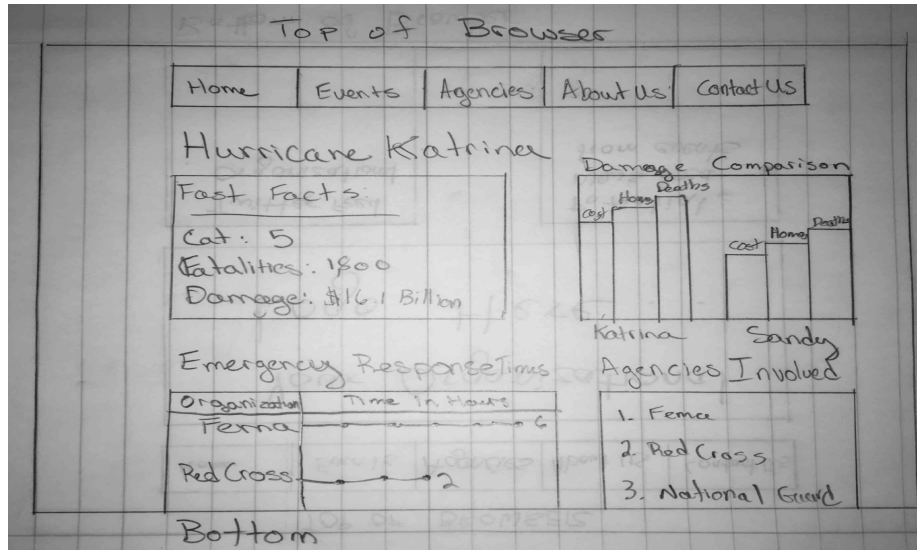 Top of Browser
Home Events Agencies About Us Contact Us
Hurricane Katrina
Fast Facts:
Cat: 5
Fatalities: 1800
Damage: $161 Billion
Damage Comparison
Cost Homes Deaths
Cost Homes Deaths
Katrina Sandy
Emergency Response Times
Organization Time in Hours
Fema 6
Red Cross 2
Agencies Involved
1. Fema
2. Red Cross
3. National Guard
Bottom